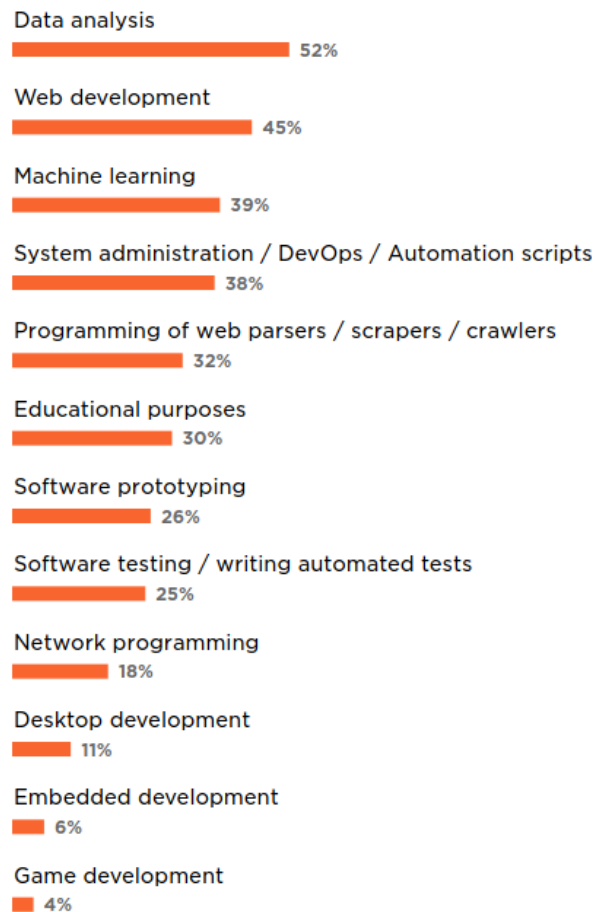 Data analysis
52%
Web development
45%
Machine learning
39%
System administration / DevOps / Automation scripts
38%
Programming of web parsers / scrapers / crawlers
32%
Educational purposes
30%
Software prototyping
26%
Software testing / writing automated tests
25%
Network programming
18%
Desktop development
11%
Embedded development
6%
Game development
4%